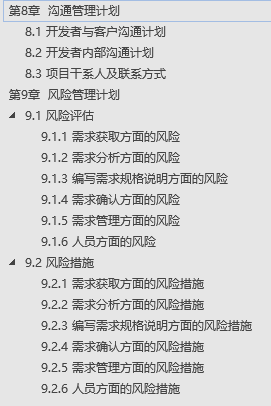 第8章 沟通管理计划
8.1 开发者与客户沟通计划
8.2 开发者内部沟通计划
8.3 项目干系人及联系方式
第9章 风险管理计划
9.1 风险评估
9.1.1 需求获取方面的风险
9.1.2 需求分析方面的风险
9.1.3 编写需求规格说明方面的风险
9.1.4 需求确认方面的风险
9.1.5 需求管理方面的风险
9.1.6 人员方面的风险
9.2 风险措施
9.2.1 需求获取方面的风险措施
9.2.2 需求分析方面的风险措施
9.2.3 编写需求规格说明方面的风险措施
9.2.4 需求确认方面的风险措施
9.2.5 需求管理方面的风险措施
9.2.6 人员方面的风险措施